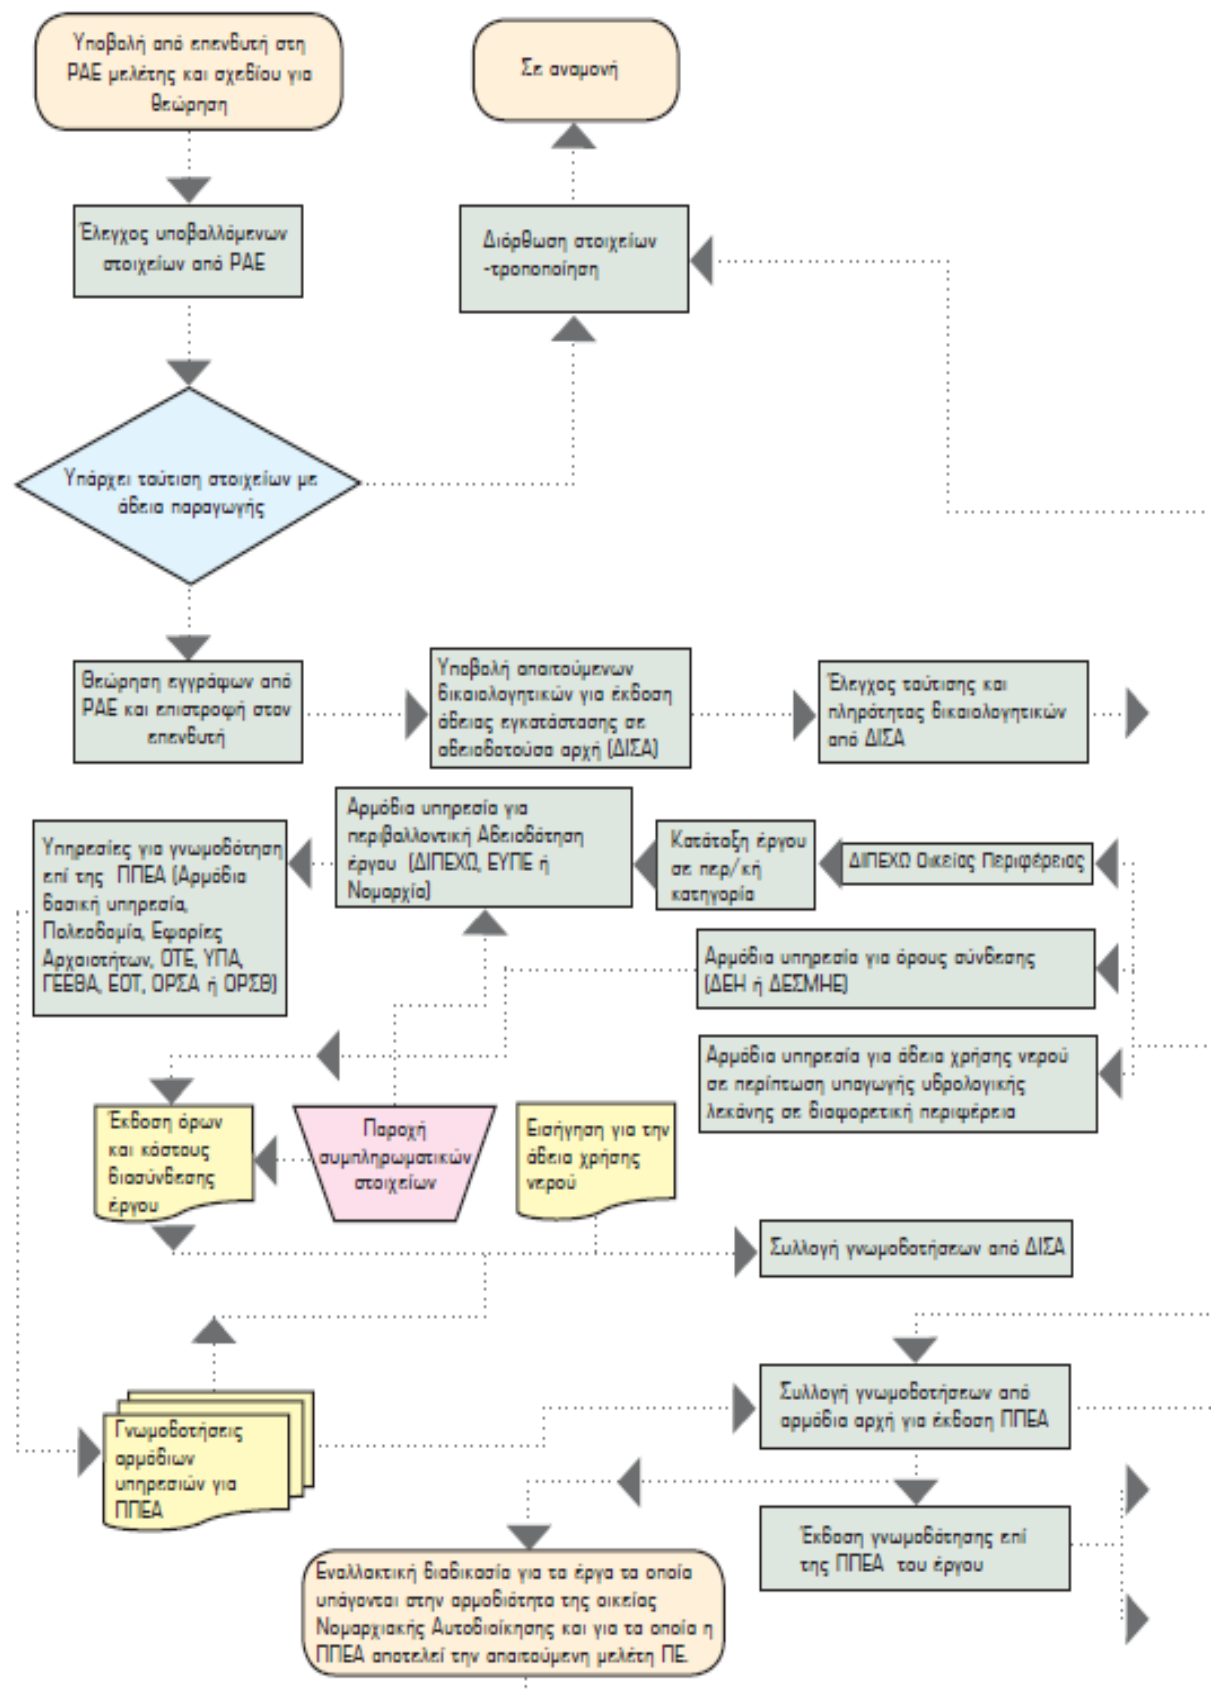 Υποβολή από επενδυτή στη
ΡΑΕ μελέτης και σχεδίου για
θεώρηση
Σε αναμονή
Έλεγχος υποβαλλόμενων
στοιχείων από ΡΑΕ
Διόρθωση στοιχείων
-τροποποίηση
Υπάρχει ταύτιση στοιχείων με
άδεια παραγωγής
Θεώρηση εγγράφων από
ΡΑΕ και επιστροφή στον
επενδυτή
Υποβολή απαιτούμενων
δικαιολογητικών για έκδοση
άδειας εγκατάστασης σε
αδειοδοτούσα αρχή (ΔΙΣΑ)
Έλεγχος ταύτισης και
πληρότητας δικαιολογητικών
από ΔΙΣΑ
Υπηρεσίες για γνωμοδότηση
επί της ΠΠΕΑ (Αρμόδια
δασική υπηρεσία,
Πολεοδομία, Εφορίες
Αρχαιοτήτων, ΟΤΕ, ΥΠΑ,
ΓΕΕΘΑ, ΕΟΤ, ΟΡΣΑ ή ΟΡΣΘ)
Αρμόδια υπηρεσία για
περιβαλλοντική Αδειοδότηση
έργου (ΔΙΠΕΧΩ, ΕΥΠΕ ή
Νομαρχία)
Κατάταξη έργου
σε περ/κή
κατηγορία
ΔΙΠΕΧΩ Οικείας Περιφέρειας
Αρμόδια υπηρεσία για όρους σύνδεσης
(ΔΕΗ ή ΔΕΣΜΗΕ)
Αρμόδια υπηρεσία για άδεια χρήσης νερού
σε περίπτωση υπαγωγής υδρολογικής
λεκάνης σε διαφορετική περιφέρεια
Έκδοση όρων
και κόστους
διασύνδεσης
έργου
Παροχή
συμπληρωματικών
στοιχείων
Εισήγηση για την
άδεια χρήσης
νερού
Συλλογή γνωμοδοτήσεων από ΔΙΣΑ
Συλλογή γνωμοδοτήσεων από
αρμόδια αρχή για έκδοση ΠΠΕΑ
Γνωμοδοτήσεις
αρμόδιων
υπηρεσιών για
ΠΠΕΑ
Έκδοση γνωμοδότησης επί
της ΠΠΕΑ του έργου
Εναλλακτική διαδικασία για τα έργα τα οποία
υπάγονται στην αρμοδιότητα της οικείας
Νομαρχιακής Αυτοδιοίκησης και για τα οποία η
ΠΠΕΑ αποτελεί την απαιτούμενη μελέτη ΠΕ.